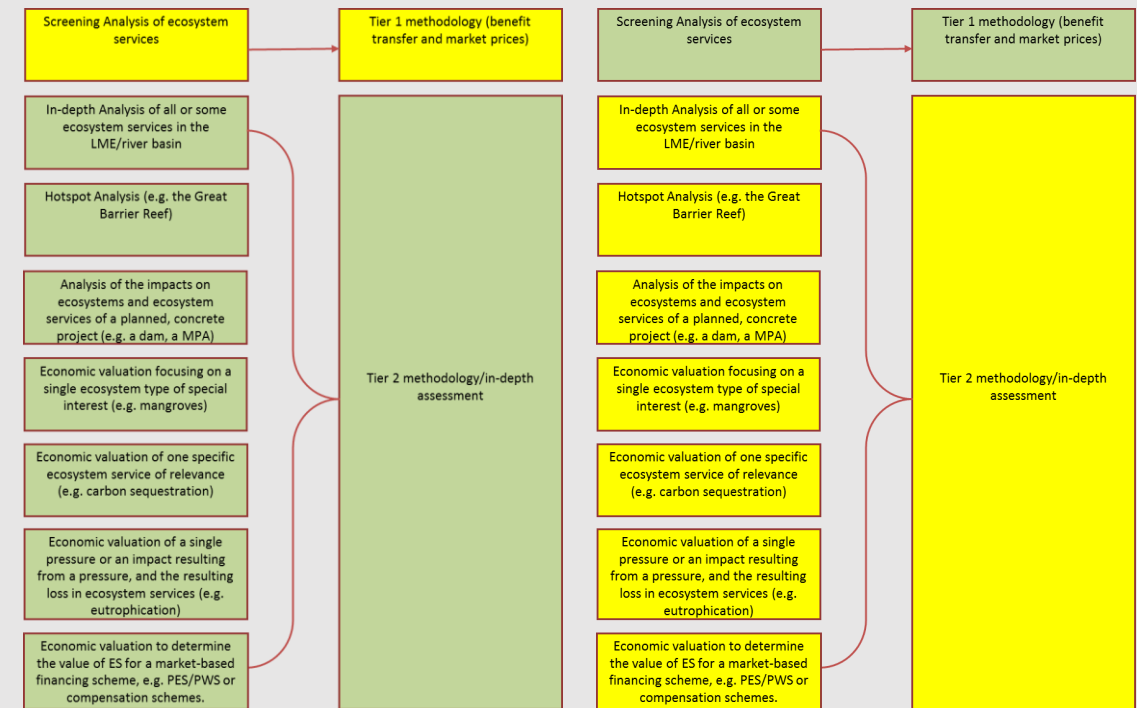 Screening Analysis of ecosystem
services
Tier 1 methodology (benefit
transfer and market prices)
In-depth Analysis of all or some
ecosystem services in the
LME/river basin
Hotspot Analysis (e.g. the Great
Barrier Reef)
Analysis of the impacts on
ecosystems and ecosystem
services of a planned, concrete
project (e.g. a dam, a MPA)
Economic valuation focusing on a
single ecosystem type of special
interest (e.g. mangroves)
Economic valuation of one specific
ecosystem service of relevance
(e.g. carbon sequestration)
Economic valuation of a single
pressure or an impact resulting
from a pressure, and the resulting
loss in ecosystem services (e.g.
eutrophication)
Economic valuation to determine
the value of ES for a market-based
financing scheme, e.g. PES/PWS or
compensation schemes.
Tier 2 methodology/in-depth
assessment
Screening Analysis of ecosystem
services
Tier 1 methodology (benefit
transfer and market prices)
In-depth Analysis of all or some
ecosystem services in the
LME/river basin
Hotspot Analysis (e.g. the Great
Barrier Reef)
Analysis of the impacts on
ecosystems and ecosystem
services of a planned, concrete
project (e.g. a dam, a MPA)
Economic valuation focusing on a
single ecosystem type of special
interest (e.g. mangroves)
Economic valuation of one specific
ecosystem service of relevance
(e.g. carbon sequestration)
Economic valuation of a single
pressure or an impact resulting
from a pressure, and the resulting
loss in ecosystem services (e.g.
eutrophication)
Economic valuation to determine
the value of ES for a market-based
financing scheme, e.g. PES/PWS or
compensation schemes.
Tier 2 methodology/in-depth
assessment